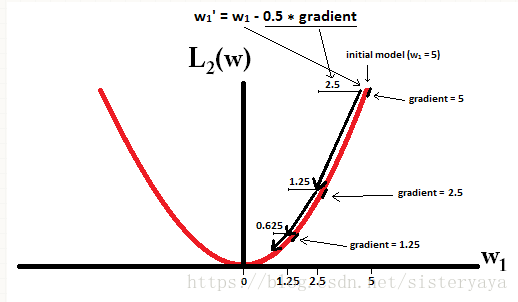 w₁' = w₁ - 0.5 * gradient
L₂(w)
initial model (w₁ = 5)
2.5
gradient = 5
1.25
gradient = 2.5
0.625
gradient = 1.25
w₁
0 1.25 2.5 5
https://blog.csdn.net/sisteryaya